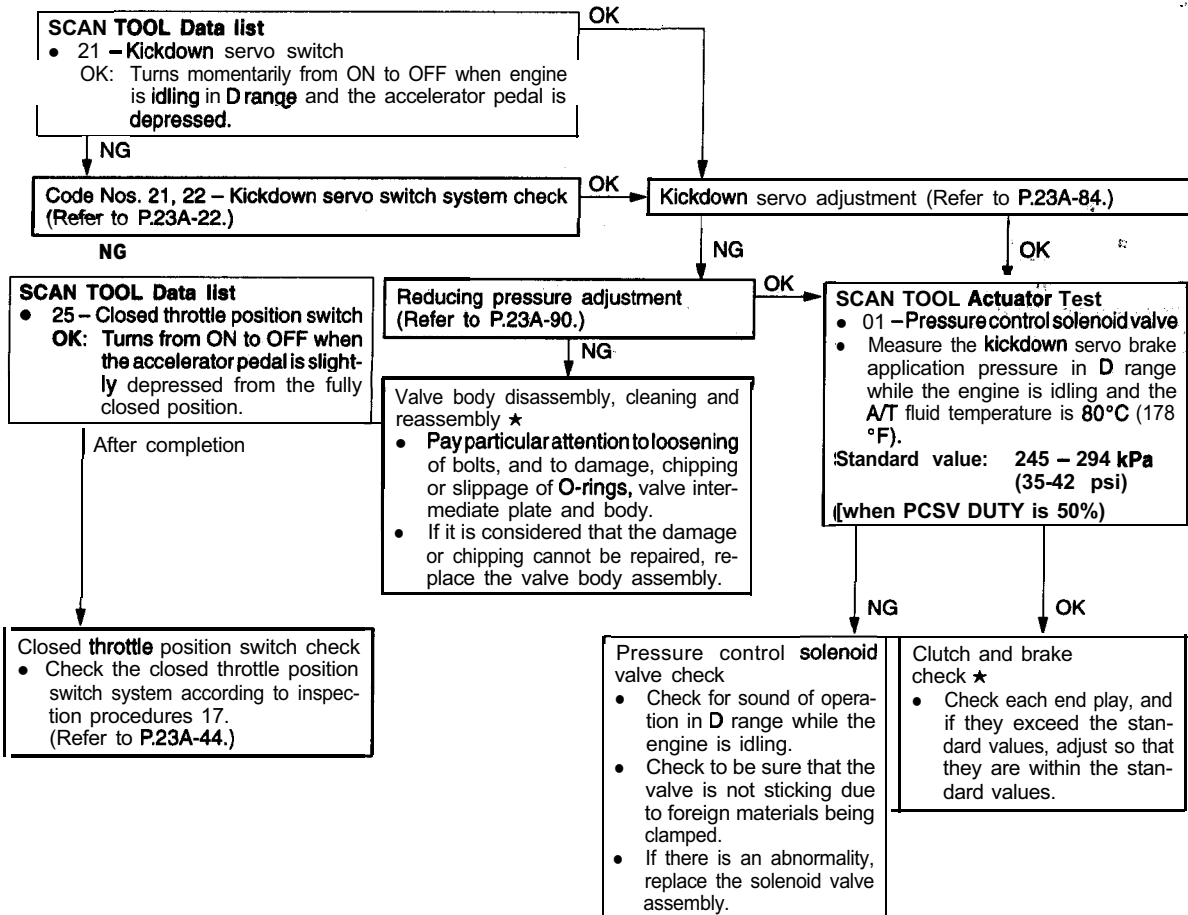 OK
SCAN TOOL Data list
● 21 – Kickdown servo switch
OK: Turns momentarily from ON to OFF when engine
is idling in D range and the accelerator pedal is
depressed.
NG
Code Nos. 21, 22 – Kickdown servo switch system check
(Refer to P.23A-22.)
OK
Kickdown servo adjustment (Refer to P.23A-84.)
NG
NG
OK
SCAN TOOL Data list
● 25 – Closed throttle position switch
OK: Turns from ON to OFF when
the accelerator pedal is slight-
ly depressed from the fully
closed position.
After completion
Reducing pressure adjustment
(Refer to P.23A-90.)
OK
NG
Valve body disassembly, cleaning and
reassembly ★
● Pay particular attention to loosening
of bolts, and to damage, chipping
or slippage of O-rings, valve inter-
mediate plate and body.
● If it is considered that the damage
or chipping cannot be repaired, re-
place the valve body assembly.
SCAN TOOL Actuator Test
● 01 – Pressure control solenoid valve
● Measure the kickdown servo brake
application pressure in D range
while the engine is idling and the
A/T fluid temperature is 80°C (178
°F).
Standard value: 245 – 294 kPa
(35-42 psi)
[when PCSV DUTY is 50%)
NG
OK
Closed throttle position switch check
● Check the closed throttle position
switch system according to inspec-
tion procedures 17.
(Refer to P.23A-44.)
Pressure control solenoid
valve check
● Check for sound of opera-
tion in D range while the
engine is idling.
● Check to be sure that the
valve is not sticking due
to foreign materials being
clamped.
● If there is an abnormality,
replace the solenoid valve
assembly.
Clutch and brake
check ★
● Check each end play, and
if they exceed the stan-
dard values, adjust so that
they are within the stan-
dard values.